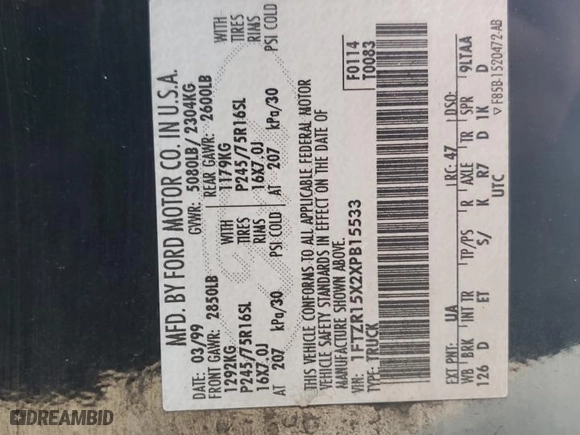 MFD. BY FORD MOTOR CO. IN U.S.A.
DATE: 03/99 GVWR: 5080LB/ 2304KG
FRONT GAWR: 2850LB REAR GAWR: 2600LB
1292KG WITH 1179KG WITH
P245/75R16SL TIRES P245/75R16SL TIRES
16X7.0J RIMS 16X7.0J RIMS
AT 207 kPa/30 PSI COLD AT 207 kPa/30 PSI COLD
THIS VEHICLE CONFORMS TO ALL APPLICABLE FEDERAL MOTOR
VEHICLE SAFETY STANDARDS IN EFFECT ON THE DATE OF
MANUFACTURE SHOWN ABOVE.
VIN: 1FTZR15X2XPB15533
TYPE: TRUCK
F0114
T0083
EXT PNT: UA RC: 47 DSO:
WB BRK INT TR TP/PS R AXLE TR SPR 9LTAA
126 D ET S/ K R7 D 1K D
UTC
▽ F85B-1520472-AB
DREAMBID